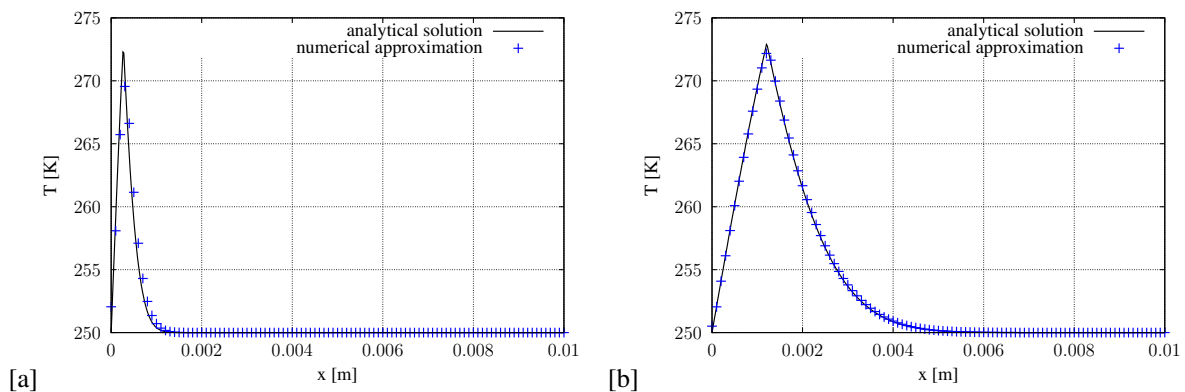 275
270
265
260
255
250
T [K]
0
0.002
0.004
0.006
0.008
0.01
x [m]
analytical solution
numerical approximation
[a]
275
270
265
260
255
250
T [K]
0
0.002
0.004
0.006
0.008
0.01
x [m]
analytical solution
numerical approximation
[b]